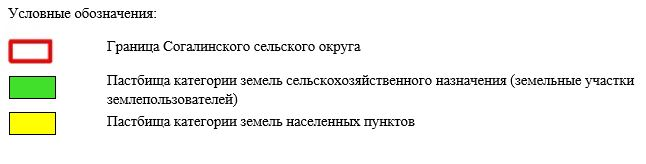 Условные обозначения:
Граница Согалинского сельского округа
Пастбища категории земель сельскохозяйственного назначения (земельные участки
землепользователей)
Пастбища категории земель населенных пунктов